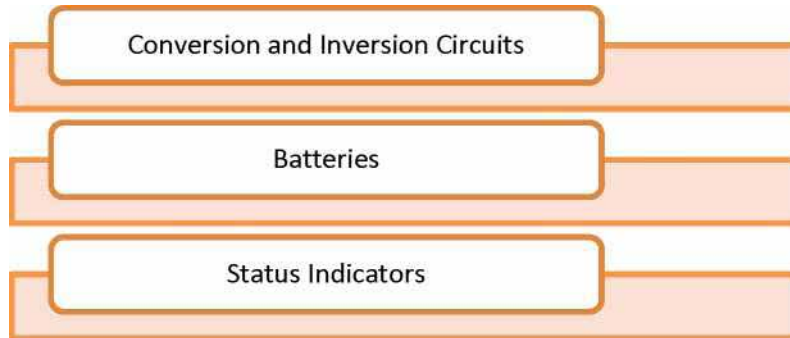 Conversion and Inversion Circuits
Batteries
Status Indicators